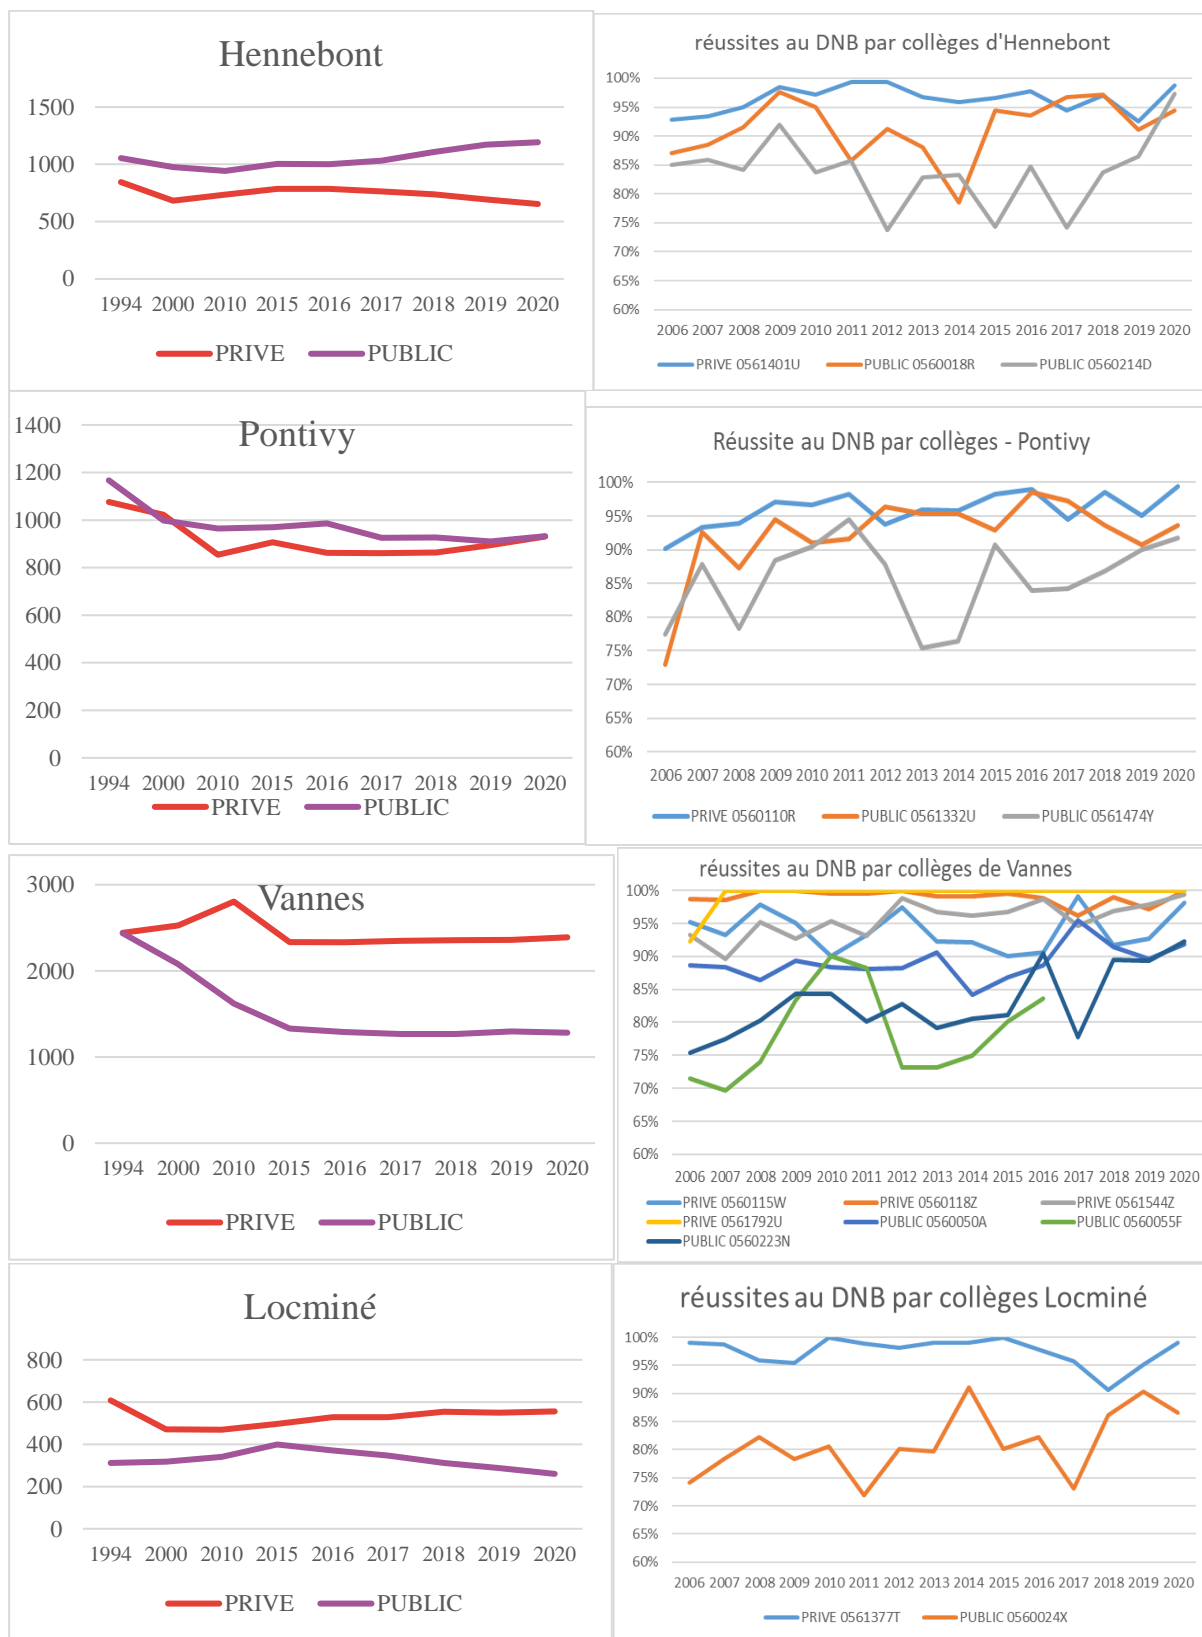 Hennebont
1500
1000
500
0
1994 2000 2010 2015 2016 2017 2018 2019 2020
PRIVE PUBLIC
réussites au DNB par collèges d'Hennebont
100%
95%
90%
85%
80%
75%
70%
65%
60%
2006 2007 2008 2009 2010 2011 2012 2013 2014 2015 2016 2017 2018 2019 2020
PRIVE 0561401U PUBLIC 0560018R PUBLIC 0560214D
Pontivy
1400
1200
1000
800
600
400
200
0
1994 2000 2010 2015 2016 2017 2018 2019 2020
PRIVE PUBLIC
Réussite au DNB par collèges - Pontivy
100%
95%
90%
85%
80%
75%
70%
65%
60%
2006 2007 2008 2009 2010 2011 2012 2013 2014 2015 2016 2017 2018 2019 2020
PRIVE 0560110R PUBLIC 0561332U PUBLIC 0561474Y
Vannes
3000
2000
1000
0
1994 2000 2010 2015 2016 2017 2018 2019 2020
PRIVE PUBLIC
réussites au DNB par collèges de Vannes
100%
95%
90%
85%
80%
75%
70%
65%
60%
2006 2007 2008 2009 2010 2011 2012 2013 2014 2015 2016 2017 2018 2019 2020
PRIVE 0560115W PRIVE 0560118Z PRIVE 0561544Z
PRIVE 0561792U PUBLIC 0560050A PUBLIC 0560055F
PUBLIC 0560223N
Locminé
800
600
400
200
0
1994 2000 2010 2015 2016 2017 2018 2019 2020
PRIVE PUBLIC
réussites au DNB par collèges Locminé
100%
95%
90%
85%
80%
75%
70%
65%
60%
2006 2007 2008 2009 2010 2011 2012 2013 2014 2015 2016 2017 2018 2019 2020
PRIVE 0561377T PUBLIC 0560024X